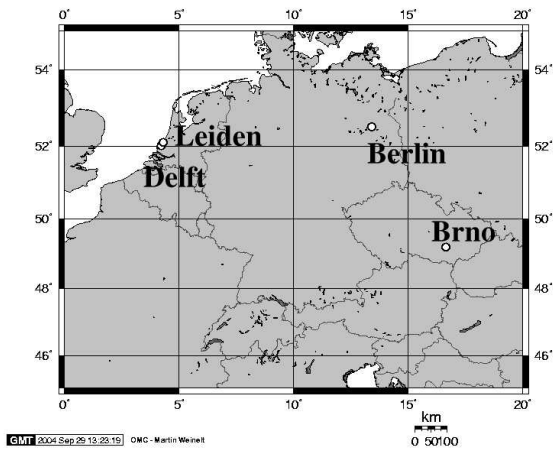 0° 5° 10° 15° 20°
54° 54°
Leiden
52° 52°
Berlin
Delft
50° 50°
Brno
48° 48°
46° 46°
0° 5° 10° 15° 20°
km
GMT 2004 Sep 29 13:23:19 OMC - Martin Weinelt
0 50100